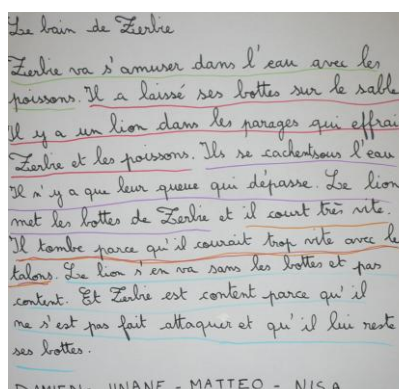 Le bain de Zerbie
Zerbie va s'amuser dans l'eau avec les
poissons. Il a laissé ses bottes sur le sable
Il y a un lion dans les parages qui effrai
Zerbie et les poissons. Ils se cachentsous l'eau
Il n'y a que leur queue qui dépasse. Le lion
met les bottes de Zerbie et il court très vite.
Il tombe parce qu'il courait trop vite avec le
talons. Le lion s'en va sans les bottes et pas
content. Et Zerbie est content parce qu'il
ne s'est pas fait attaquer et qu'il lui reste
ses bottes.
MATTEO - NISA